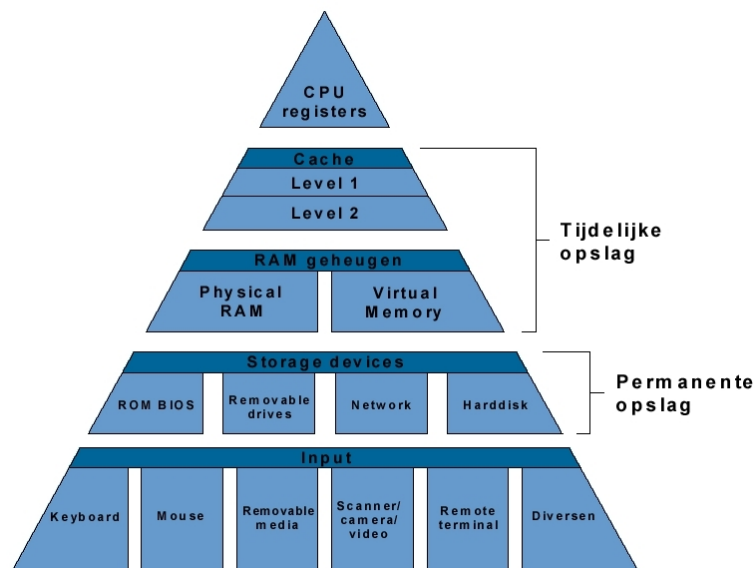 CPU
registers
Cache
Level 1
Level 2
Tijdelijke
opslag
RAM geheugen
Physical
RAM
Virtual
Memory
Storage devices
ROM BIOS
Removable
drives
Network
Harddisk
Permanente
opslag
Input
Keyboard
Mouse
Removable
media
Scanner/
camera/
video
Remote
terminal
Diversen